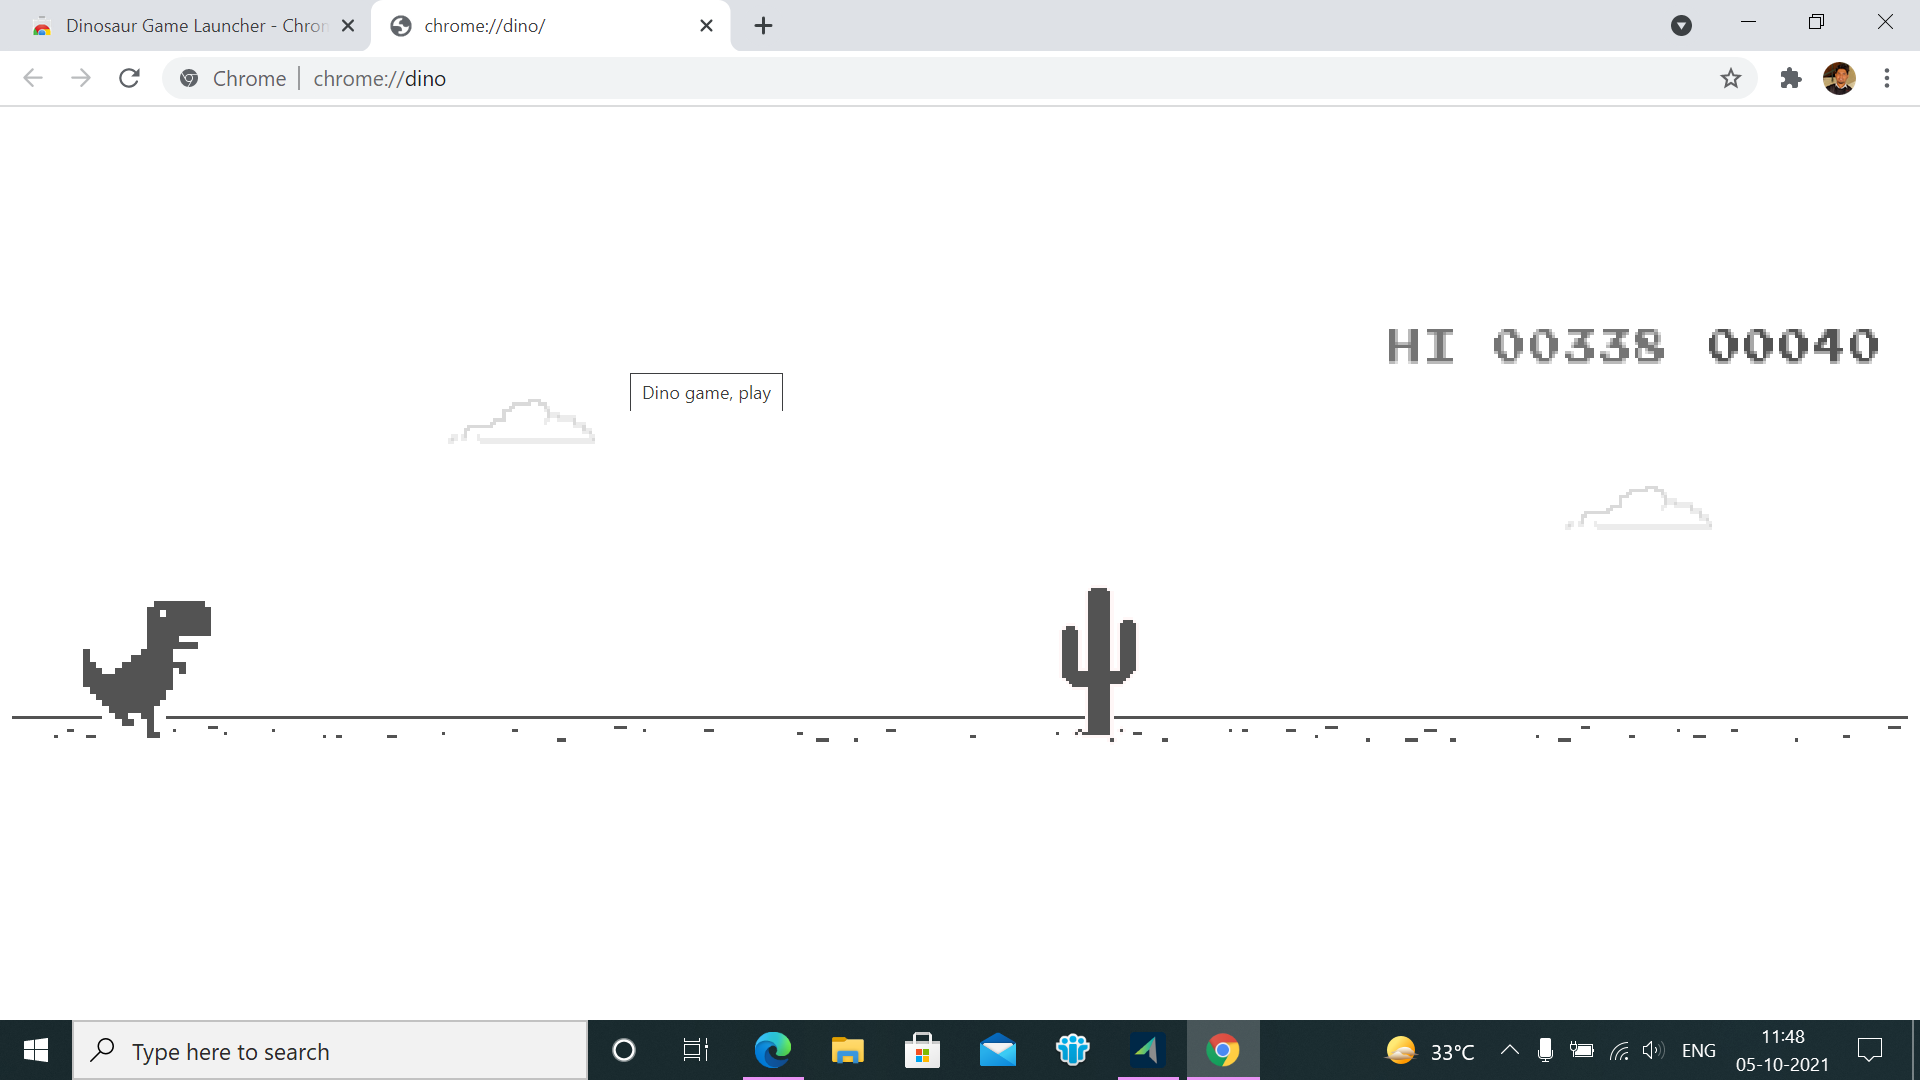 Dinosaur Game Launcher - Chron
chrome://dino/
Chrome
chrome://dino
HI 00338 00040
Dino game, play
Type here to search
33°C
ENG
11:48
05-10-2021